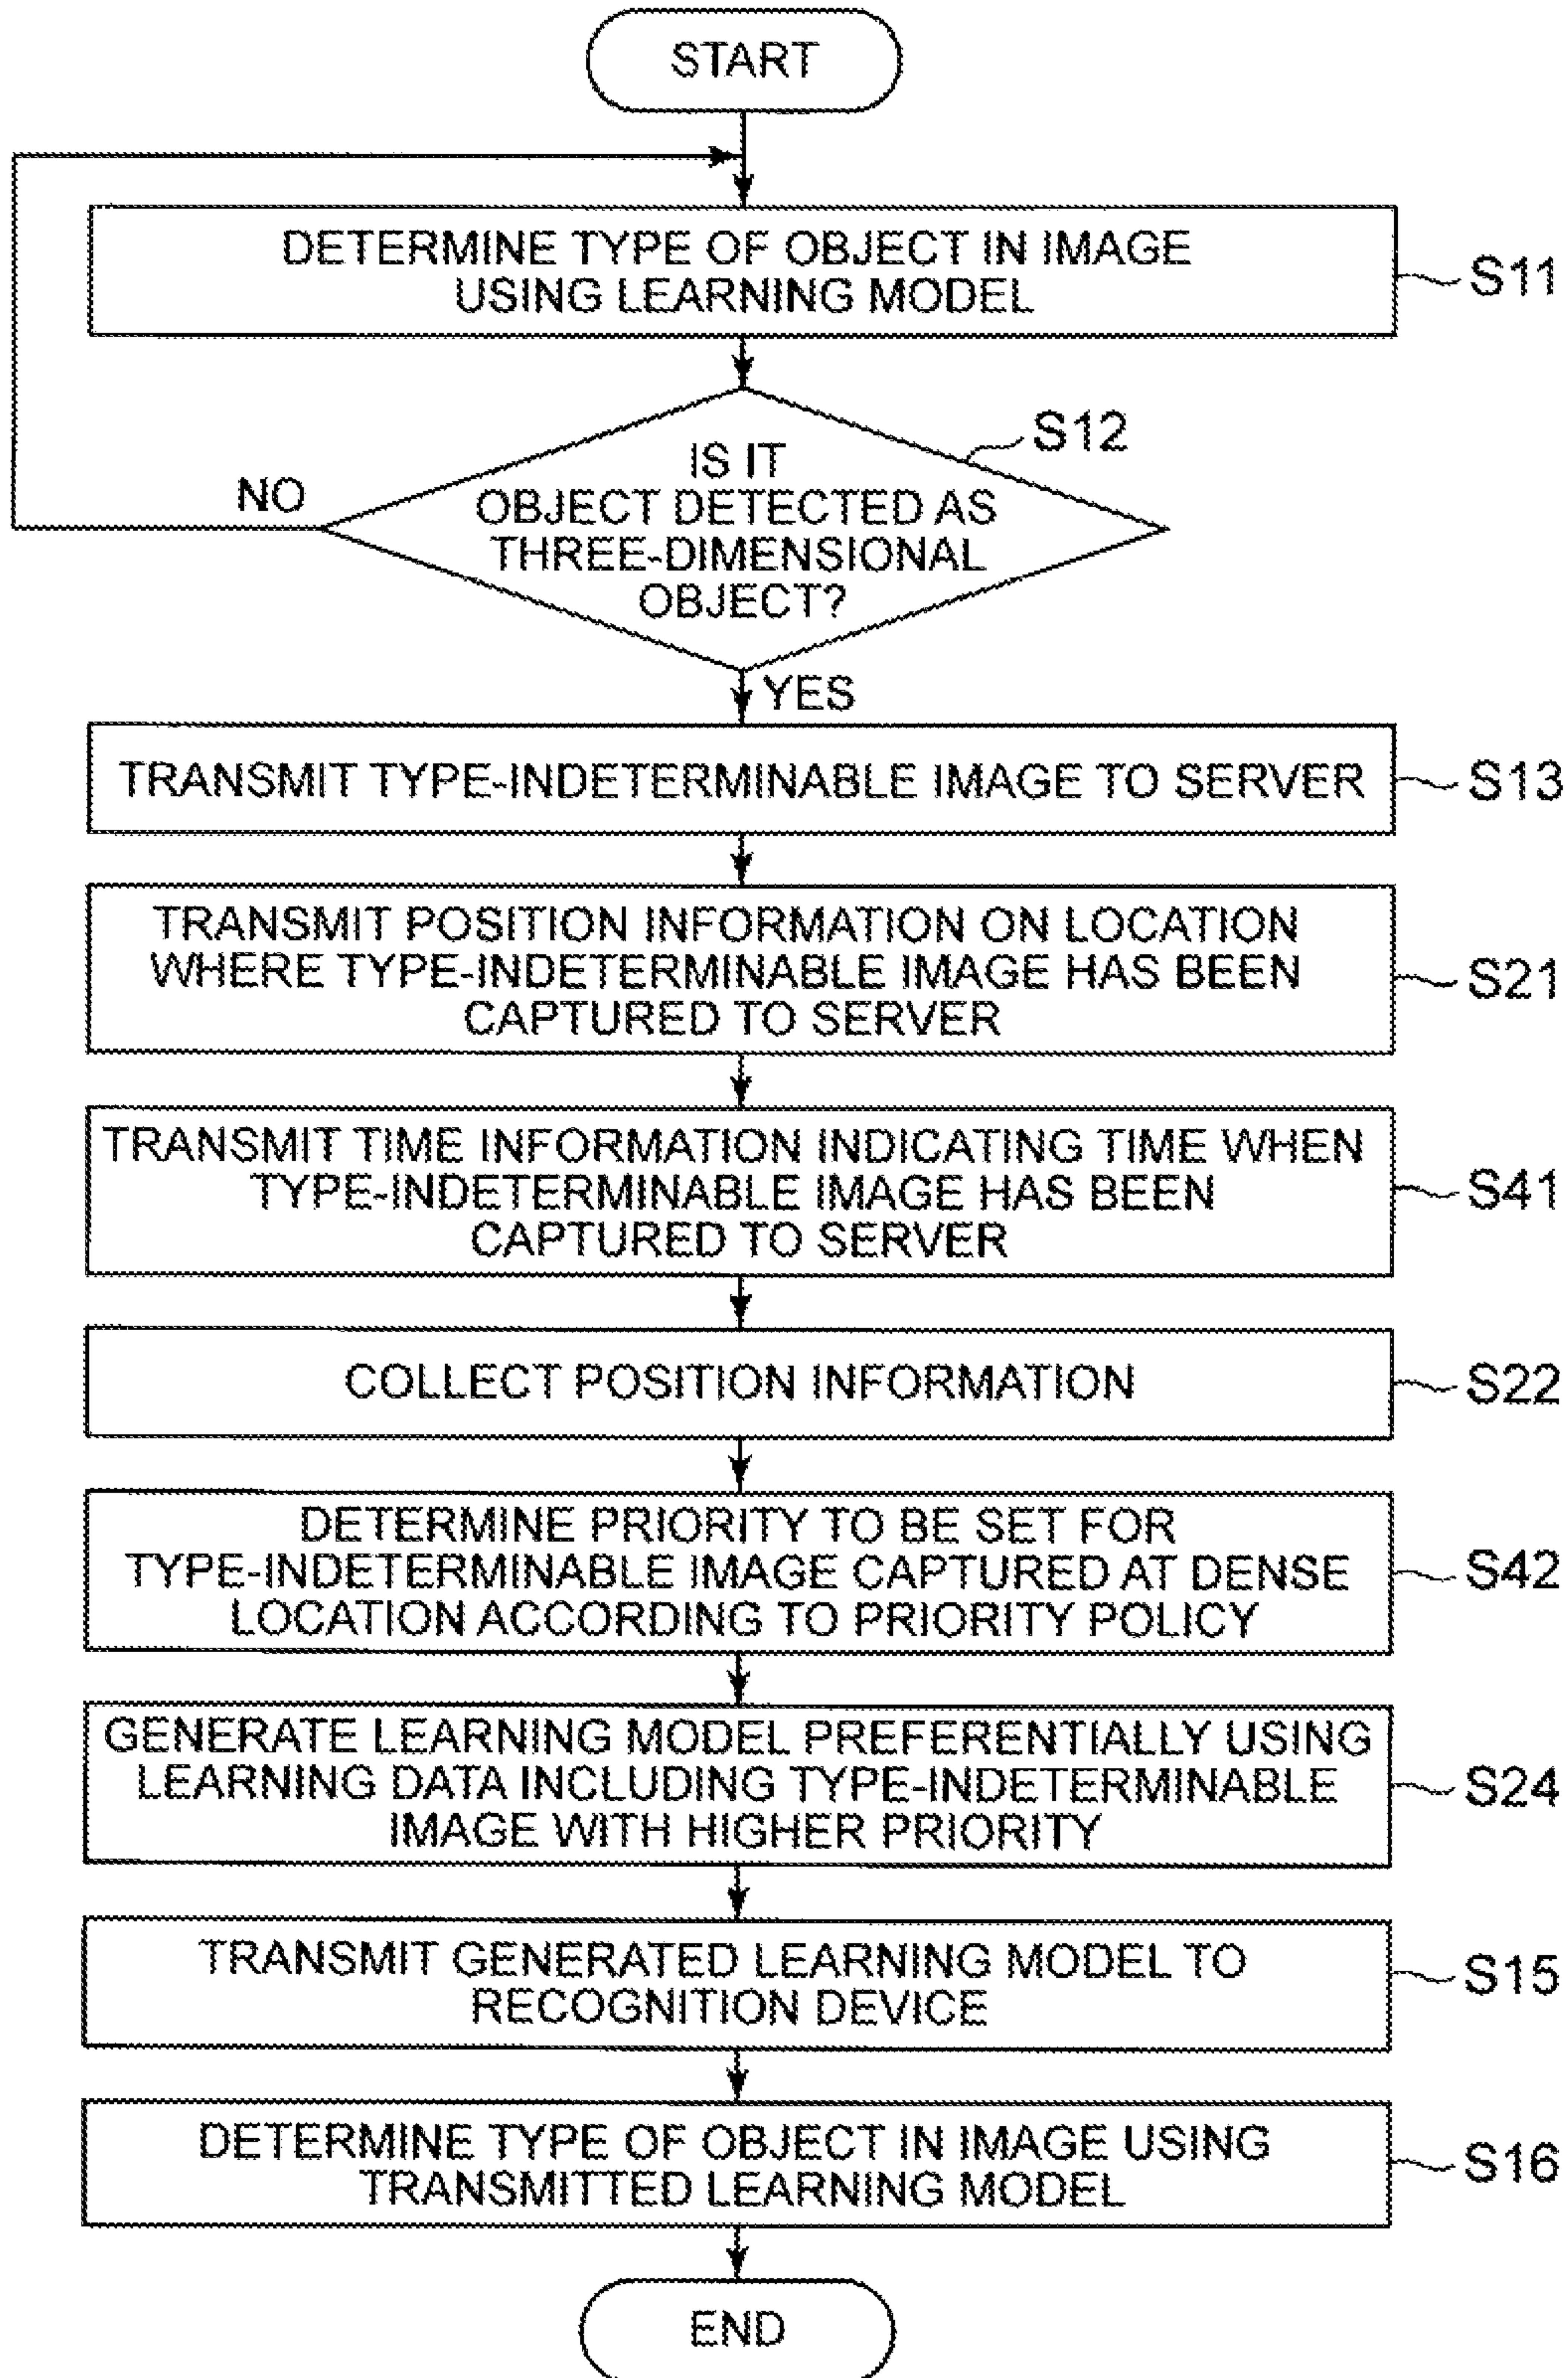 START
DETERMINE TYPE OF OBJECT IN IMAGE
USING LEARNING MODEL
S11
S12
IS IT
OBJECT DETECTED AS
THREE-DIMENSIONAL
OBJECT?
NO
YES
TRANSMIT TYPE-INDETERMINABLE IMAGE TO SERVER
S13
TRANSMIT POSITION INFORMATION ON LOCATION
WHERE TYPE-INDETERMINABLE IMAGE HAS BEEN
CAPTURED TO SERVER
S21
TRANSMIT TIME INFORMATION INDICATING TIME WHEN
TYPE-INDETERMINABLE IMAGE HAS BEEN
CAPTURED TO SERVER
S41
COLLECT POSITION INFORMATION
S22
DETERMINE PRIORITY TO BE SET FOR
TYPE-INDETERMINABLE IMAGE CAPTURED AT DENSE
LOCATION ACCORDING TO PRIORITY POLICY
S42
GENERATE LEARNING MODEL PREFERENTIALLY USING
LEARNING DATA INCLUDING TYPE-INDETERMINABLE
IMAGE WITH HIGHER PRIORITY
S24
TRANSMIT GENERATED LEARNING MODEL TO
RECOGNITION DEVICE
S15
DETERMINE TYPE OF OBJECT IN IMAGE USING
TRANSMITTED LEARNING MODEL
S16
END